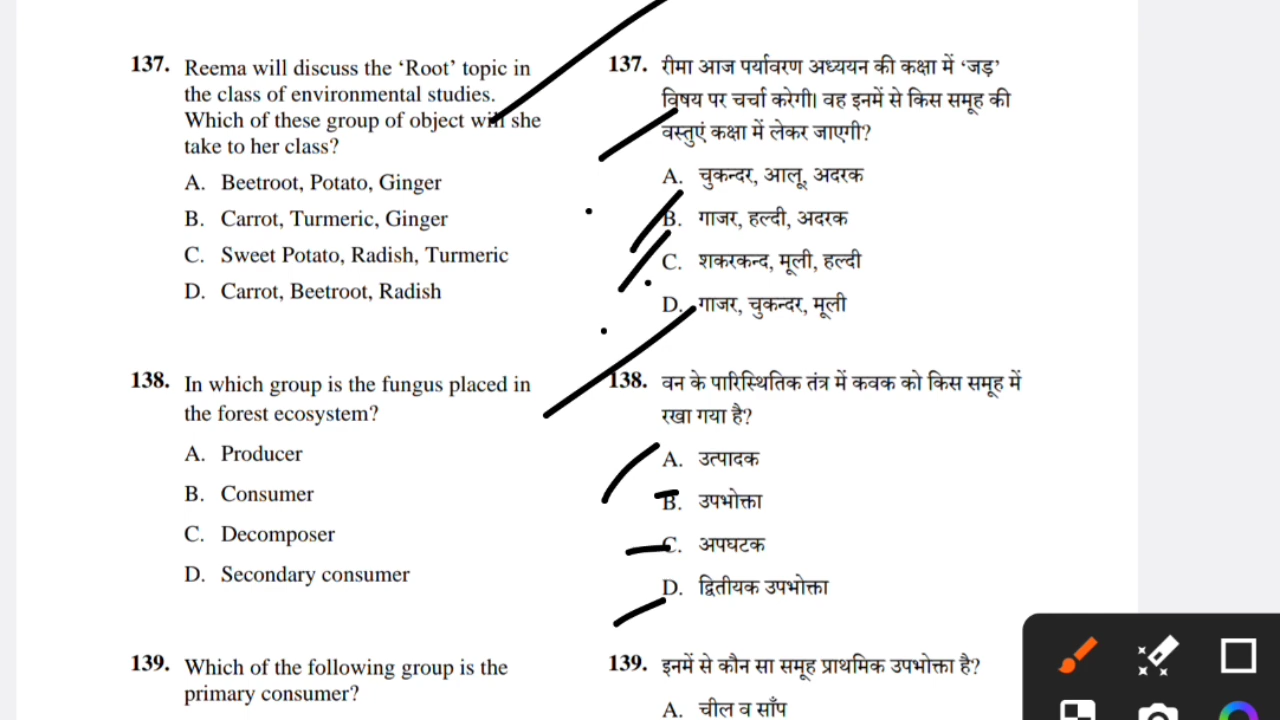 137. Reema will discuss the ‘Root’ topic in
the class of environmental studies.
Which of these group of object will she
take to her class?
A. Beetroot, Potato, Ginger
B. Carrot, Turmeric, Ginger
C. Sweet Potato, Radish, Turmeric
D. Carrot, Beetroot, Radish
138. In which group is the fungus placed in
the forest ecosystem?
A. Producer
B. Consumer
C. Decomposer
D. Secondary consumer
139. Which of the following group is the
primary consumer?
137. रीमा आज पर्यावरण अध्ययन की कक्षा में ‘जड़’
विषय पर चर्चा करेगी। वह इनमें से किस समूह की
वस्तुएं कक्षा में लेकर जाएगी?
A. चुकन्दर, आलू, अदरक
B. गाजर, हल्दी, अदरक
C. शकरकन्द, मूली, हल्दी
D. गाजर, चुकन्दर, मूली
138. वन के पारिस्थितिक तंत्र में कवक को किस समूह में
रखा गया है?
A. उत्पादक
B. उपभोक्ता
C. अपघटक
D. द्वितीयक उपभोक्ता
139. इनमें से कौन सा समूह प्राथमिक उपभोक्ता है?
A. चील व साँप